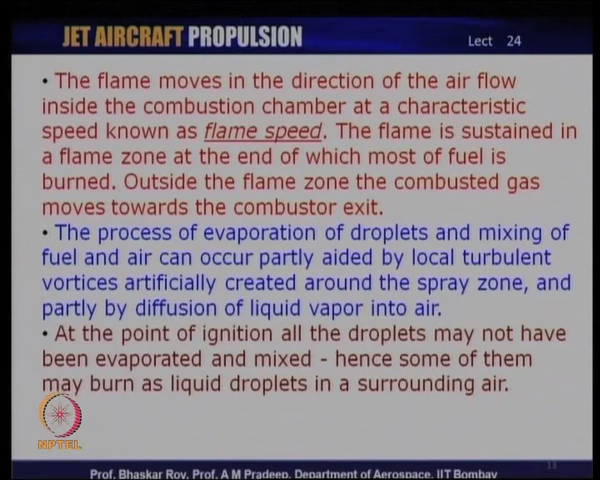 JET AIRCRAFT PROPULSION
Lect 24
• The flame moves in the direction of the air flow
inside the combustion chamber at a characteristic
speed known as flame speed. The flame is sustained in
a flame zone at the end of which most of fuel is
burned. Outside the flame zone the combusted gas
moves towards the combustor exit.
• The process of evaporation of droplets and mixing of
fuel and air can occur partly aided by local turbulent
vortices artificially created around the spray zone, and
partly by diffusion of liquid vapor into air.
• At the point of ignition all the droplets may not have
been evaporated and mixed - hence some of them
may burn as liquid droplets in a surrounding air.
NPTEL
13
Prof. Bhaskar Roy, Prof. A M Pradeep, Department of Aerospace, IIT Bombay